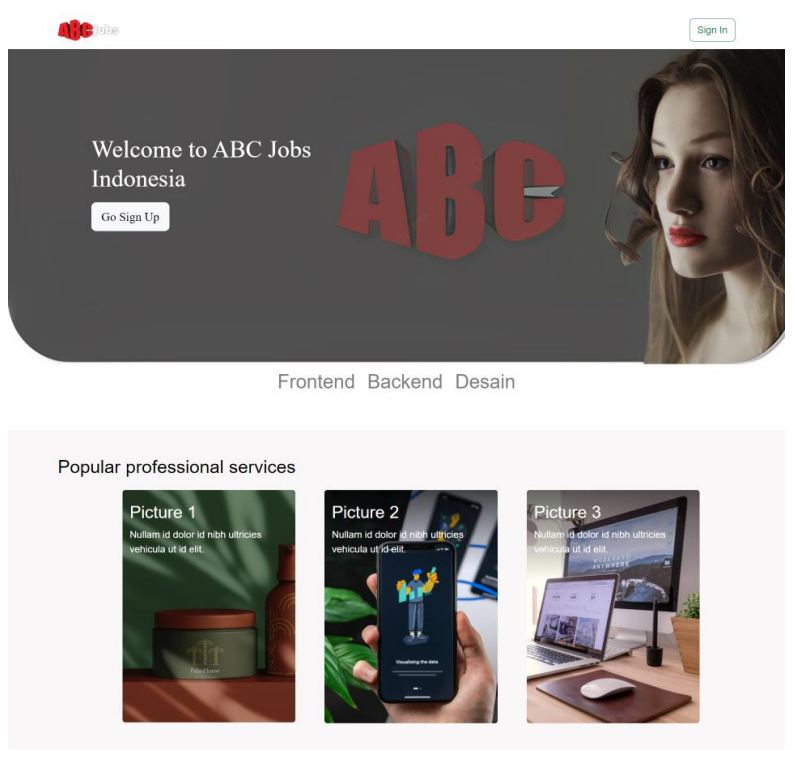 ABC Jobs
Sign In
ABC
Welcome to ABC Jobs
Indonesia
Go Sign Up
Frontend Backend Desain
Popular professional services
Picture 1
Nullam id dolor id nibh ultricies
vehicula ut id elit.
Picture 2
Nullam id dolor id nibh ultricies
vehicula ut id elit.
Picture 3
Nullam id dolor id nibh ultricies
vehicula ut id elit.
WORK HARD
ANYWHERE
Visualising the data